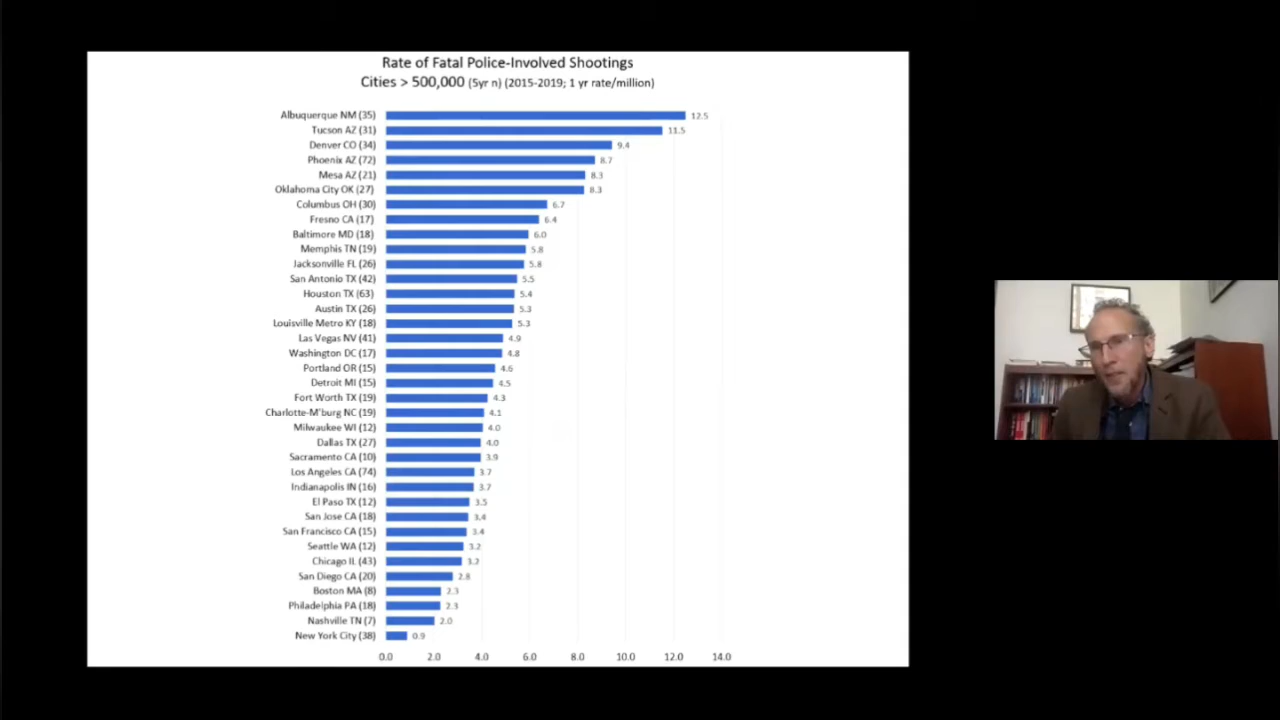 Rate of Fatal Police-Involved Shootings
Cities > 500,000 (5yr n) (2015-2019; 1 yr rate/million)
Albuquerque NM (35) 12.5
Tucson AZ (31) 11.5
Denver CO (34) 9.4
Phoenix AZ (72) 8.7
Mesa AZ (21) 8.3
Oklahoma City OK (27) 8.3
Columbus OH (30) 6.7
Fresno CA (17) 6.4
Baltimore MD (18) 6.0
Memphis TN (19) 5.8
Jacksonville FL (26) 5.8
San Antonio TX (42) 5.5
Houston TX (63) 5.4
Austin TX (26) 5.3
Louisville Metro KY (18) 5.3
Las Vegas NV (41) 4.9
Washington DC (17) 4.8
Portland OR (15) 4.6
Detroit MI (15) 4.5
Fort Worth TX (19) 4.3
Charlotte-M'burg NC (19) 4.1
Milwaukee WI (12) 4.0
Dallas TX (27) 4.0
Sacramento CA (10) 3.9
Los Angeles CA (74) 3.7
Indianapolis IN (16) 3.7
El Paso TX (12) 3.5
San Jose CA (18) 3.4
San Francisco CA (15) 3.4
Seattle WA (12) 3.2
Chicago IL (43) 3.2
San Diego CA (20) 2.8
Boston MA (8) 2.3
Philadelphia PA (18) 2.3
Nashville TN (7) 2.0
New York City (38) 0.9
0.0 2.0 4.0 6.0 8.0 10.0 12.0 14.0